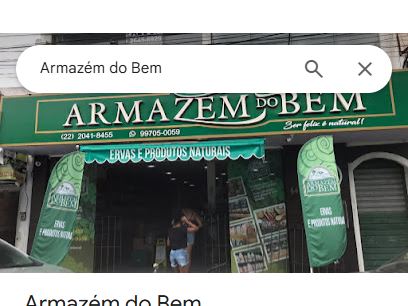 Armazém do Bem
ARMAZÉM DO BEM
Ser feliz é natural!
(22) 2041-8455 99705-0059
ERVAS E PRODUTOS NATURAIS
ARMAZÉM
DO BEM
ERVAS
E PRODUTOS
NATURAIS
ARMAZÉM
DO BEM
ERVAS
E PRODUTOS
NATURAIS
Armazém do Bem